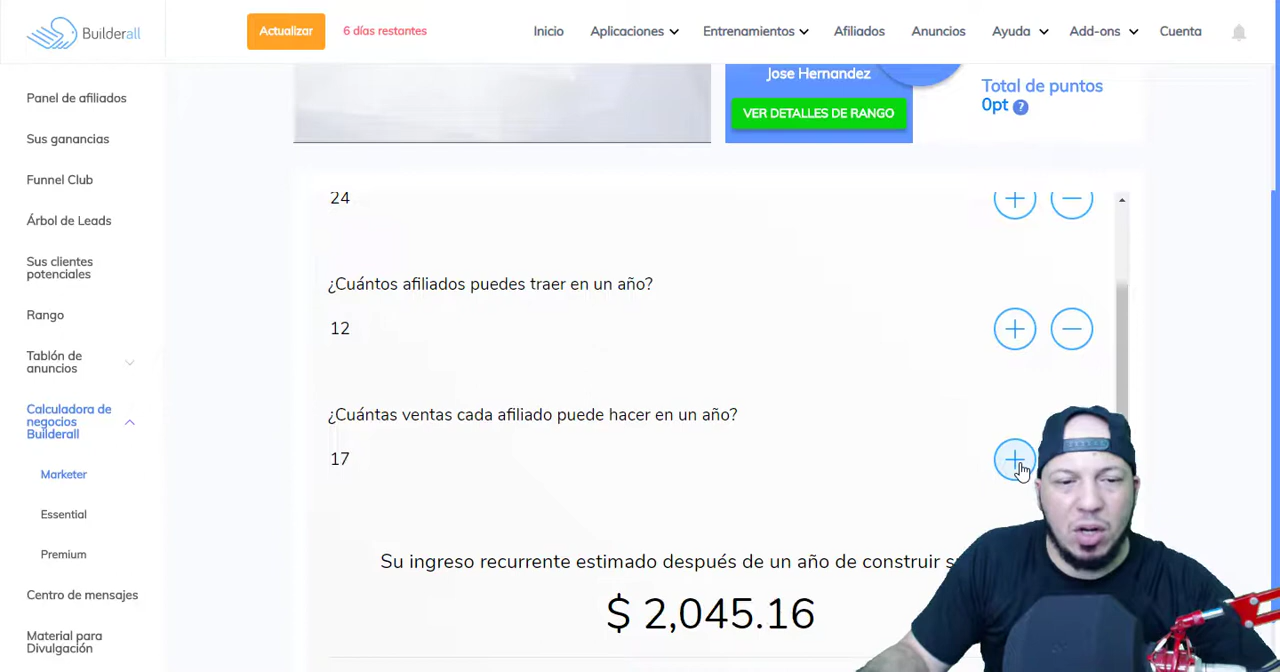 Builderall
Actualizar
6 días restantes
Inicio
Aplicaciones
Entrenamientos
Afiliados
Anuncios
Ayuda
Add-ons
Cuenta
Panel de afiliados
Sus ganancias
Funnel Club
Árbol de Leads
Sus clientes
potenciales
Rango
Tablón de
anuncios
Calculadora de
negocios
Builderall
Marketer
Essential
Premium
Centro de mensajes
Material para
Divulgación
Jose Hernandez
VER DETALLES DE RANGO
Total de puntos
0pt ?
24
¿Cuántos afiliados puedes traer en un año?
12
¿Cuántas ventas cada afiliado puede hacer en un año?
17
Su ingreso recurrente estimado después de un año de construir
$ 2,045.16